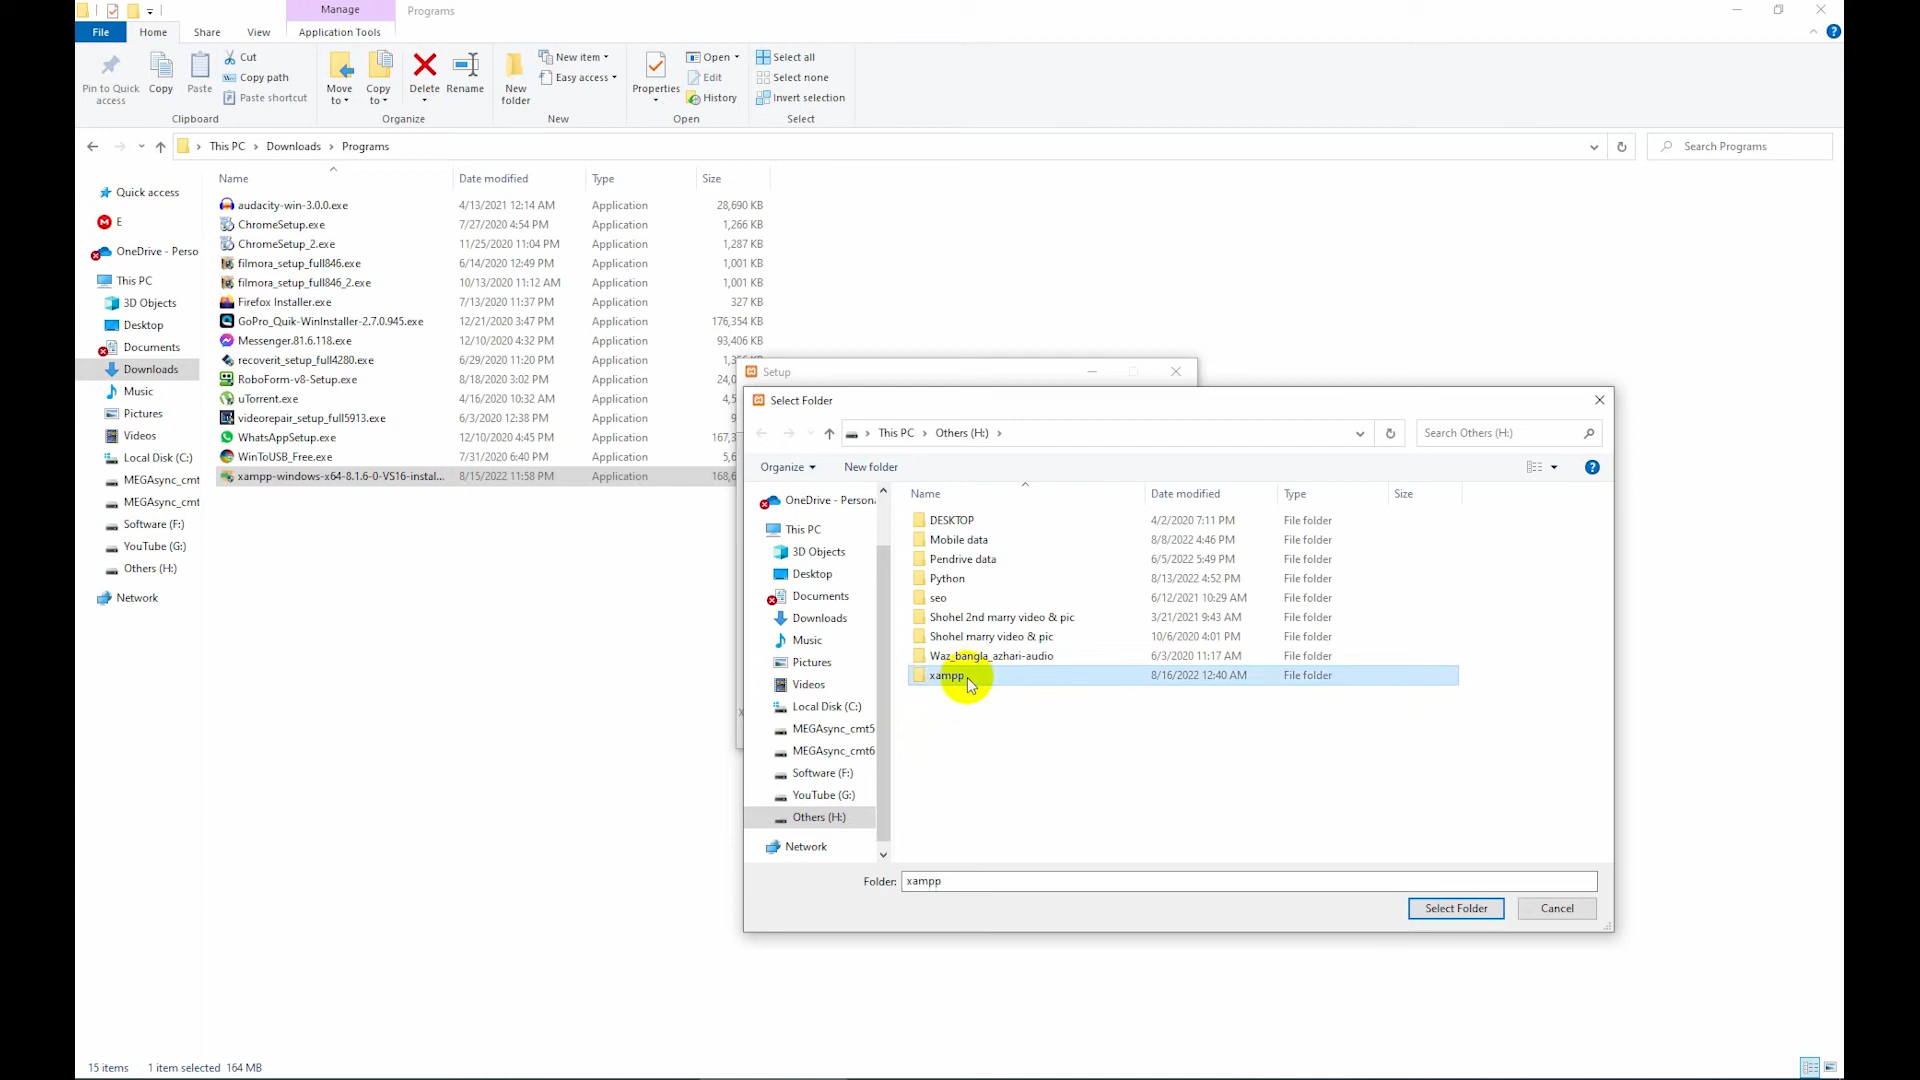 Manage
Programs
File
Home
Share
View
Application Tools
Pin to Quick access
Copy
Paste
Cut
Copy path
Paste shortcut
Clipboard
Move to
Copy to
Delete
Rename
Organize
New folder
New item
Easy access
New
Properties
Open
Edit
History
Open
Select all
Select none
Invert selection
Select
This PC > Downloads > Programs
Search Programs
Name Date modified Type Size
audacity-win-3.0.0.exe 4/13/2021 12:14 AM Application 28,690 KB
ChromeSetup.exe 7/27/2020 4:54 PM Application 1,266 KB
ChromeSetup_2.exe 11/25/2020 11:04 PM Application 1,287 KB
filmora_setup_full846.exe 6/14/2020 12:49 PM Application 1,001 KB
filmora_setup_full846_2.exe 10/13/2020 11:12 AM Application 1,001 KB
Firefox Installer.exe 7/13/2020 11:37 PM Application 327 KB
GoPro_Quik-WinInstaller-2.7.0.945.exe 12/21/2020 3:47 PM Application 176,354 KB
Messenger.81.6.118.exe 12/10/2020 4:32 PM Application 93,406 KB
recoverit_setup_full4280.exe 6/29/2020 11:20 PM Application
RoboForm-v8-Setup.exe 8/18/2020 3:02 PM Application 24,0
uTorrent.exe 4/16/2020 10:32 AM Application 4,5
videorepair_setup_full5913.exe 6/3/2020 12:38 PM Application 9
WhatsAppSetup.exe 12/10/2020 4:45 PM Application 167,3
WinToUSB_Free.exe 7/31/2020 6:40 PM Application 5,6
xampp-windows-x64-8.1.6-0-VS16-instal... 8/15/2022 11:58 PM Application 168,6
Quick access
E
OneDrive - Perso
This PC
3D Objects
Desktop
Documents
Downloads
Music
Pictures
Videos
Local Disk (C:)
MEGAsync_cmt
MEGAsync_cmt
Software (F:)
YouTube (G:)
Others (H:)
Network
Setup
Select Folder
This PC > Others (H:) >
Search Others (H:)
Organize
New folder
Name Date modified Type Size
DESKTOP 4/2/2020 7:11 PM File folder
Mobile data 8/8/2022 4:46 PM File folder
Pendrive data 6/5/2022 5:49 PM File folder
Python 8/13/2022 4:52 PM File folder
seo 6/12/2021 10:29 AM File folder
Shohel 2nd marry video & pic 3/21/2021 9:43 AM File folder
Shohel marry video & pic 10/6/2020 4:01 PM File folder
Waz_bangla_azhari-audio 6/3/2020 11:17 AM File folder
xampp 8/16/2022 12:40 AM File folder
OneDrive - Persona
This PC
3D Objects
Desktop
Documents
Downloads
Music
Pictures
Videos
Local Disk (C:)
MEGAsync_cmt5
MEGAsync_cmt6
Software (F:)
YouTube (G:)
Others (H:)
Network
Folder: xampp
Select Folder
Cancel
15 items 1 item selected 164 MB